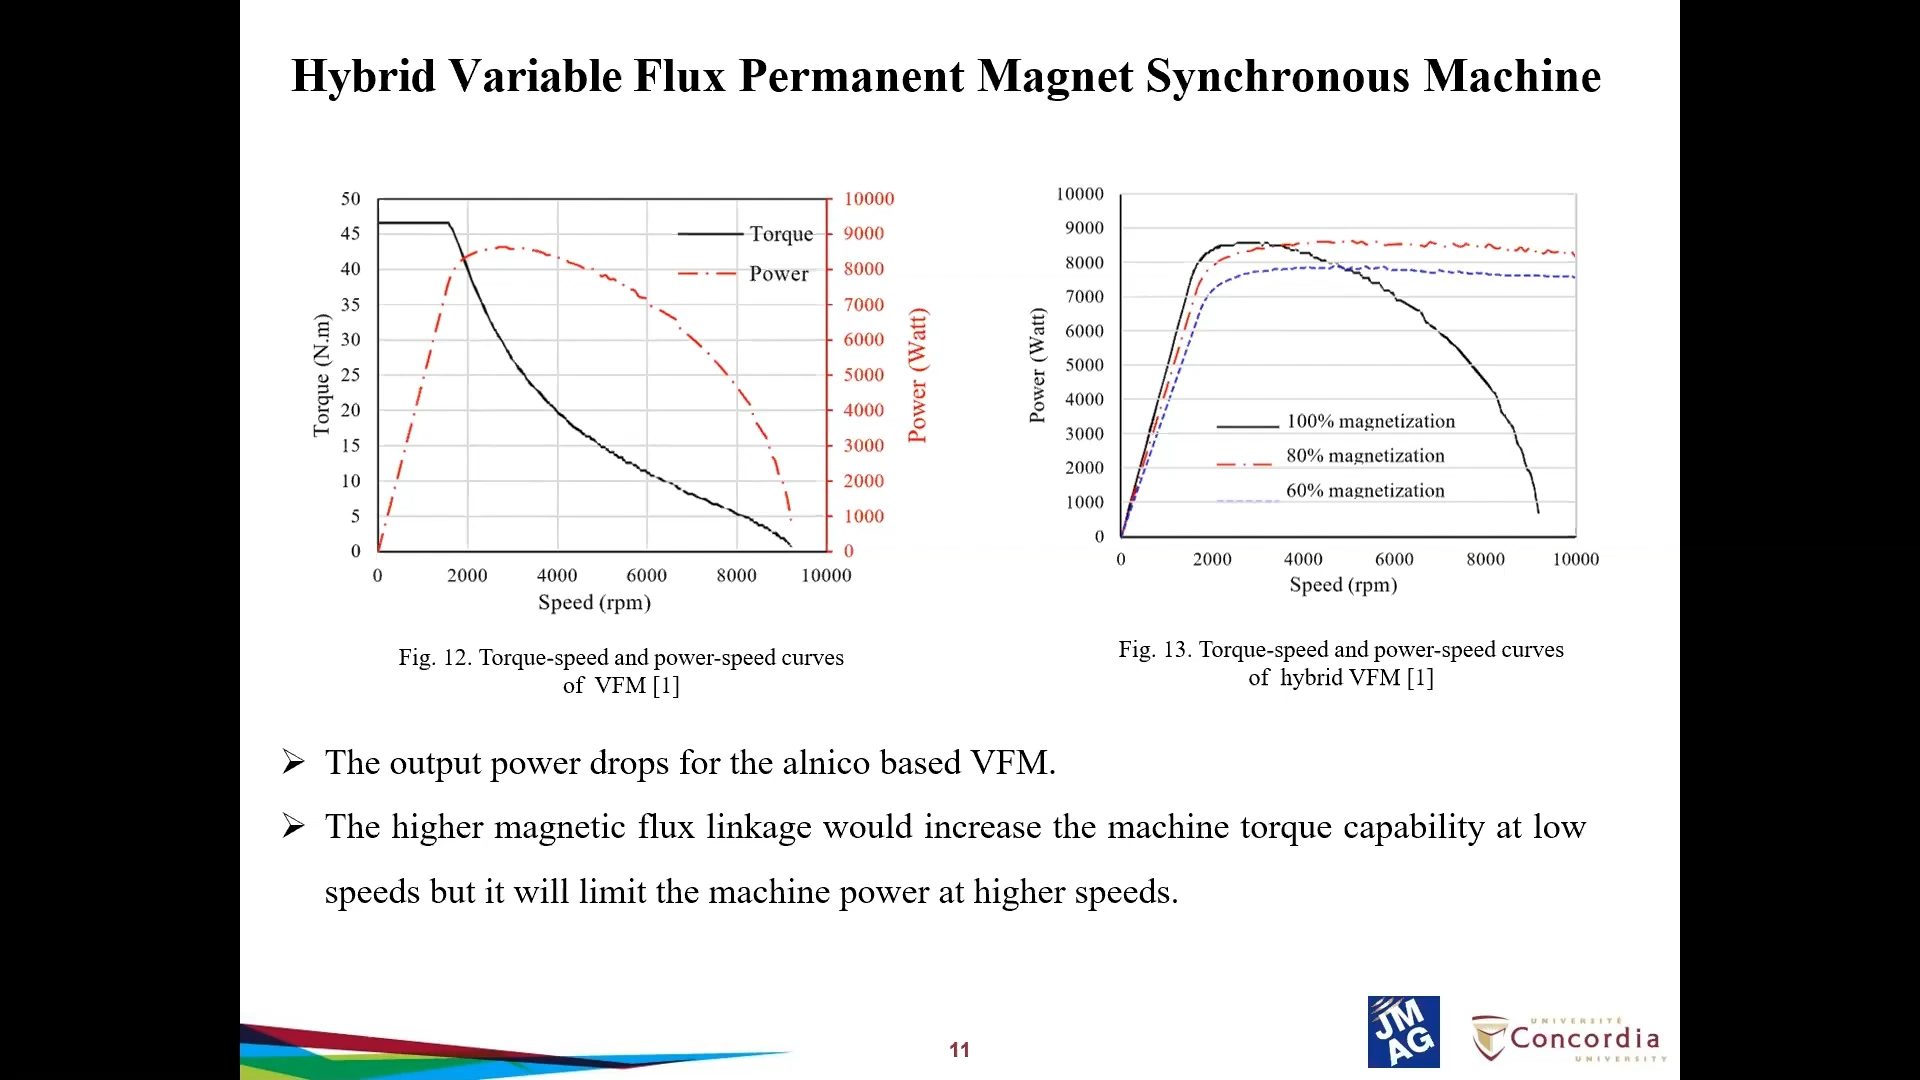 Hybrid Variable Flux Permanent Magnet Synchronous Machine
50
45
40
35
30
25
20
15
10
5
0
Torque (N.m)
Torque
Power
10000
9000
8000
7000
6000
5000
4000
3000
2000
1000
0
Power (Watt)
0 2000 4000 6000 8000 10000
Speed (rpm)
Fig. 12. Torque-speed and power-speed curves
of VFM [1]
10000
9000
8000
7000
6000
5000
4000
3000
2000
1000
0
Power (Watt)
100% magnetization
80% magnetization
60% magnetization
0 2000 4000 6000 8000 10000
Speed (rpm)
Fig. 13. Torque-speed and power-speed curves
of hybrid VFM [1]
➢ The output power drops for the alnico based VFM.
➢ The higher magnetic flux linkage would increase the machine torque capability at low
speeds but it will limit the machine power at higher speeds.
11
JM
AG
UNIVERSITÉ
Concordia
UNIVERSITY